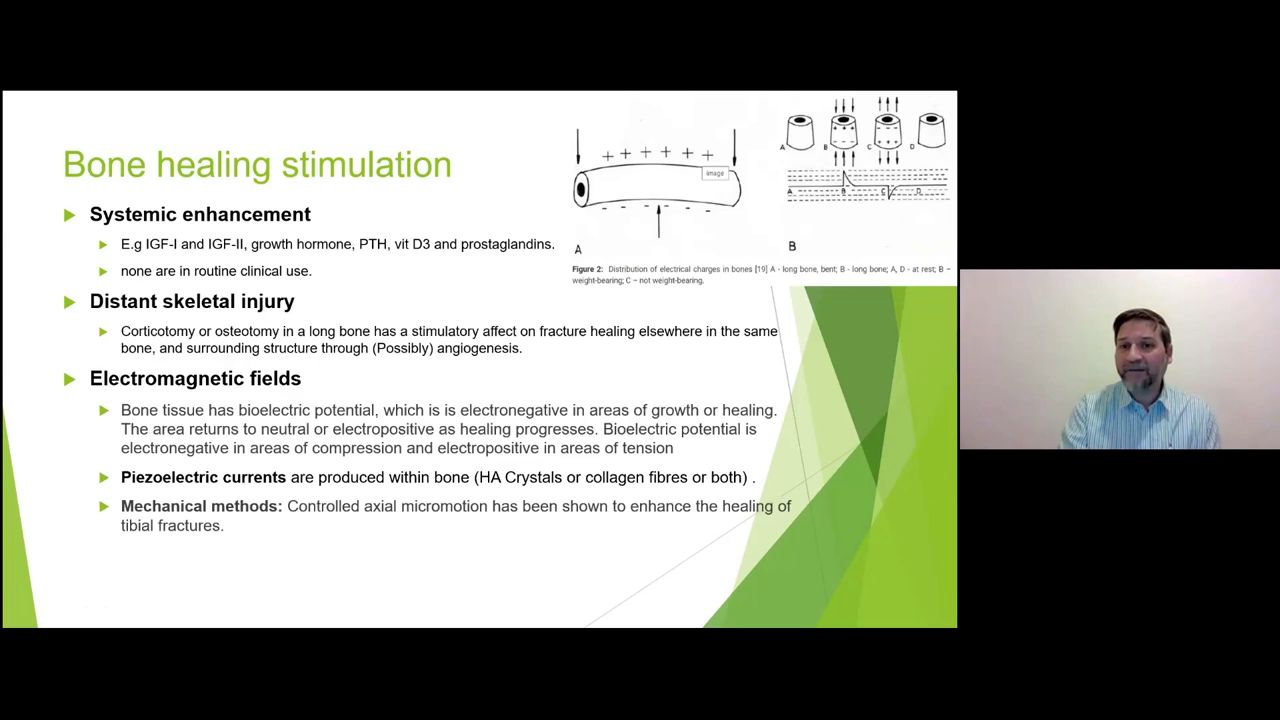 Bone healing stimulation
Systemic enhancement
E.g IGF-I and IGF-II, growth hormone, PTH, vit D3 and prostaglandins.
none are in routine clinical use.
Distant skeletal injury
Corticotomy or osteotomy in a long bone has a stimulatory affect on fracture healing elsewhere in the same
bone, and surrounding structure through (Possibly) angiogenesis.
Electromagnetic fields
Bone tissue has bioelectric potential, which is is electronegative in areas of growth or healing.
The area returns to neutral or electropositive as healing progresses. Bioelectric potential is
electronegative in areas of compression and electropositive in areas of tension
Piezoelectric currents are produced within bone (HA Crystals or collagen fibres or both) .
Mechanical methods: Controlled axial micromotion has been shown to enhance the healing of
tibial fractures.
image
A
A B C D
A B C D
B
Figure 2: Distribution of electrical charges in bones [19] A - long bone, bent; B - long bone; A, D - at rest; B –
weight-bearing; C – not weight-bearing.